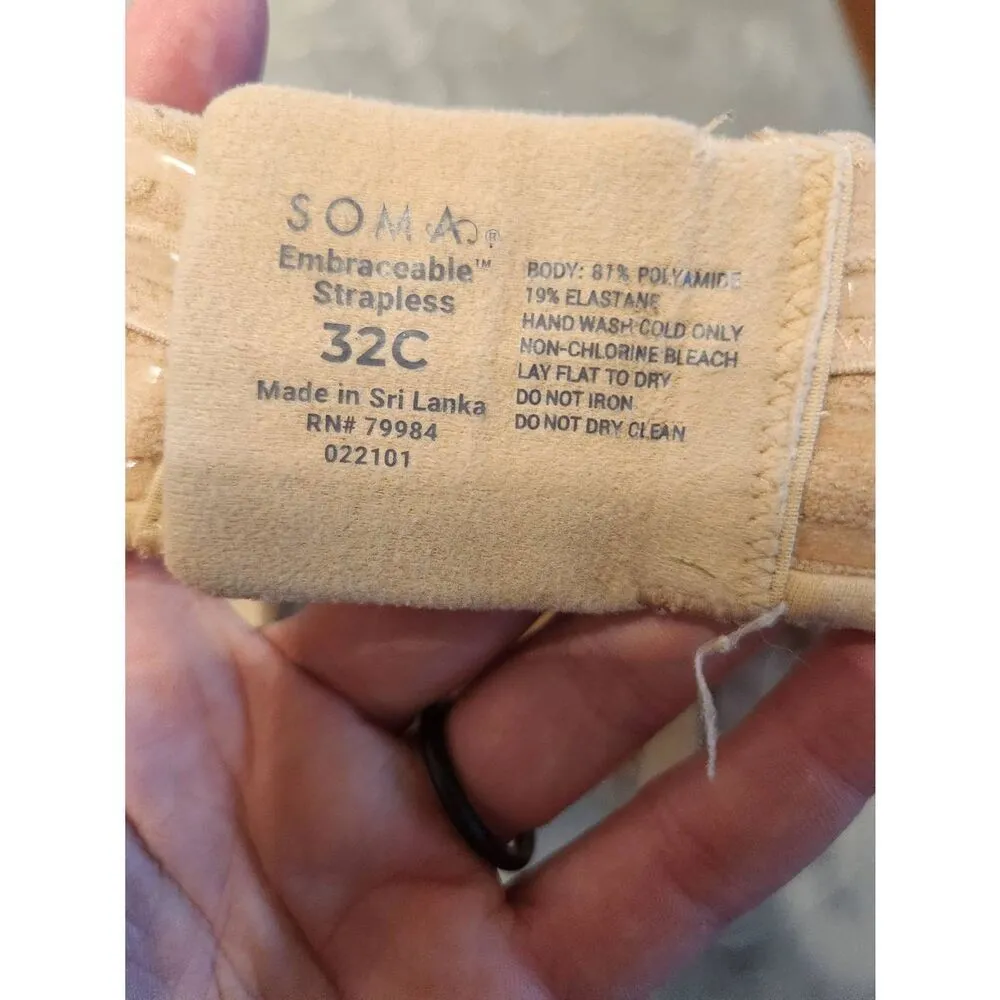 SOMA®
Embraceable™
Strapless
32C
Made in Sri Lanka
RN# 79984
022101
BODY: 81% POLYAMIDE
19% ELASTANE
HAND WASH COLD ONLY
NON-CHLORINE BLEACH
LAY FLAT TO DRY
DO NOT IRON
DO NOT DRY CLEAN